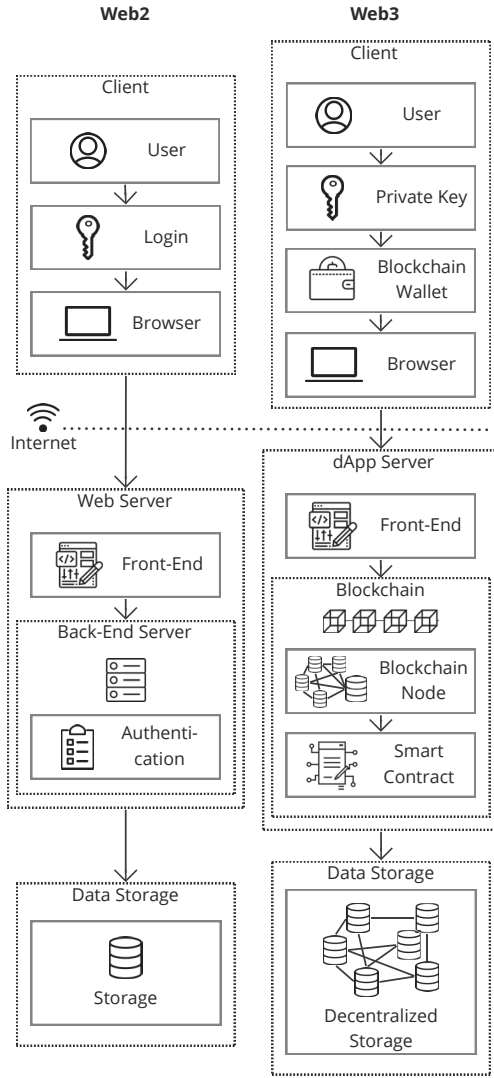 Web2
Client
User
Login
Browser
Internet
Web Server
Front-End
Back-End Server
Authenti-
cation
Data Storage
Storage
Web3
Client
User
Private Key
Blockchain
Wallet
Browser
dApp Server
Front-End
Blockchain
Blockchain
Node
Smart
Contract
Data Storage
Decentralized
Storage